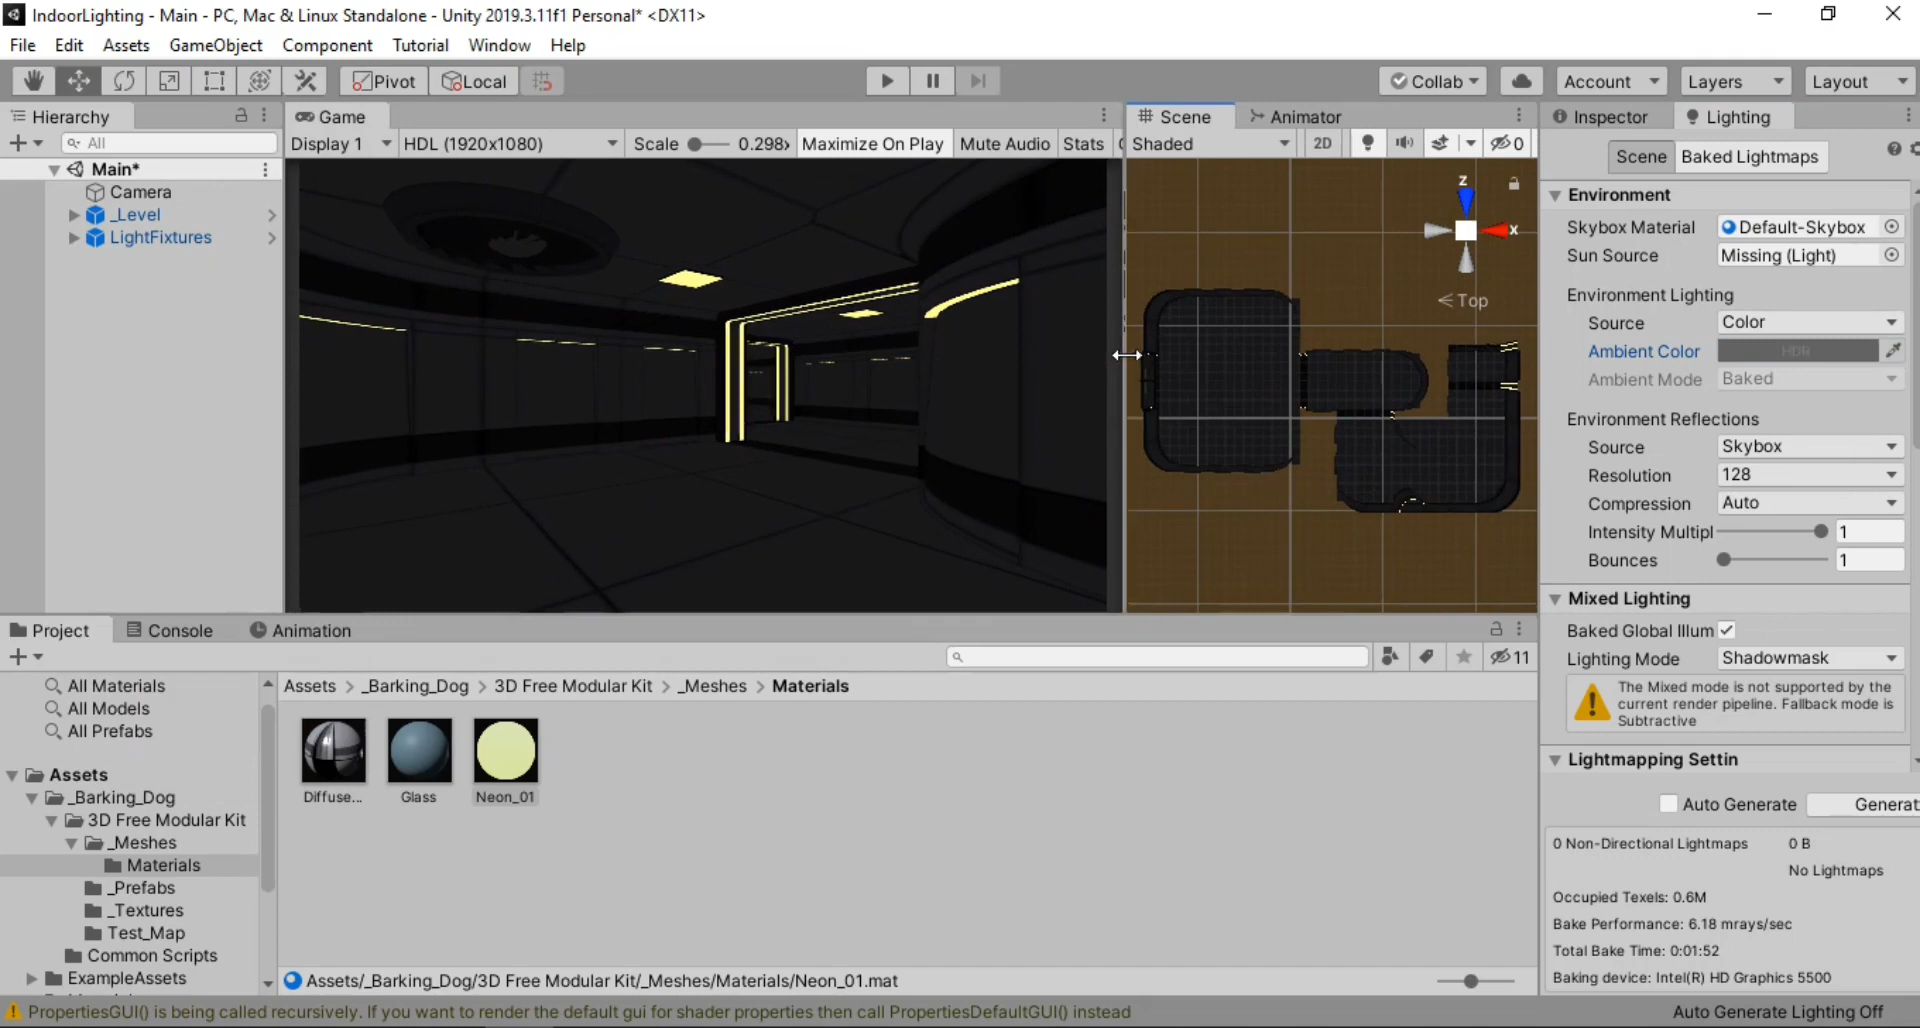 IndoorLighting - Main - PC, Mac & Linux Standalone - Unity 2019.3.11f1 Personal* <DX11>
File Edit Assets GameObject Component Tutorial Window Help
Pivot Local Collab Account Layers Layout
Hierarchy
All
Main*
Camera
_Level
LightFixtures
Game
Display 1 HDL (1920x1080) Scale 0.298x Maximize On Play Mute Audio Stats
Scene Animator
Shaded 2D 0
z
x
Top
Inspector Lighting
Scene Baked Lightmaps
Environment
Skybox Material Default-Skybox
Sun Source Missing (Light)
Environment Lighting
Source Color
Ambient Color HDR
Ambient Mode Baked
Environment Reflections
Source Skybox
Resolution 128
Compression Auto
Intensity Multipl 1
Bounces 1
Mixed Lighting
Baked Global Illum
Lighting Mode Shadowmask
The Mixed mode is not supported by the
current render pipeline. Fallback mode is
Subtractive
Lightmapping Settin
Auto Generate Generat
0 Non-Directional Lightmaps 0 B
No Lightmaps
Occupied Texels: 0.6M
Bake Performance: 6.18 mrays/sec
Total Bake Time: 0:01:52
Baking device: Intel(R) HD Graphics 5500
Project Console Animation
11
All Materials
All Models
All Prefabs
Assets
_Barking_Dog
3D Free Modular Kit
_Meshes
Materials
_Prefabs
_Textures
Test_Map
Common Scripts
ExampleAssets
Assets > _Barking_Dog > 3D Free Modular Kit > _Meshes > Materials
Diffuse... Glass Neon_01
Assets/_Barking_Dog/3D Free Modular Kit/_Meshes/Materials/Neon_01.mat
PropertiesGUI() is being called recursively. If you want to render the default gui for shader properties then call PropertiesDefaultGUI() instead
Auto Generate Lighting Off